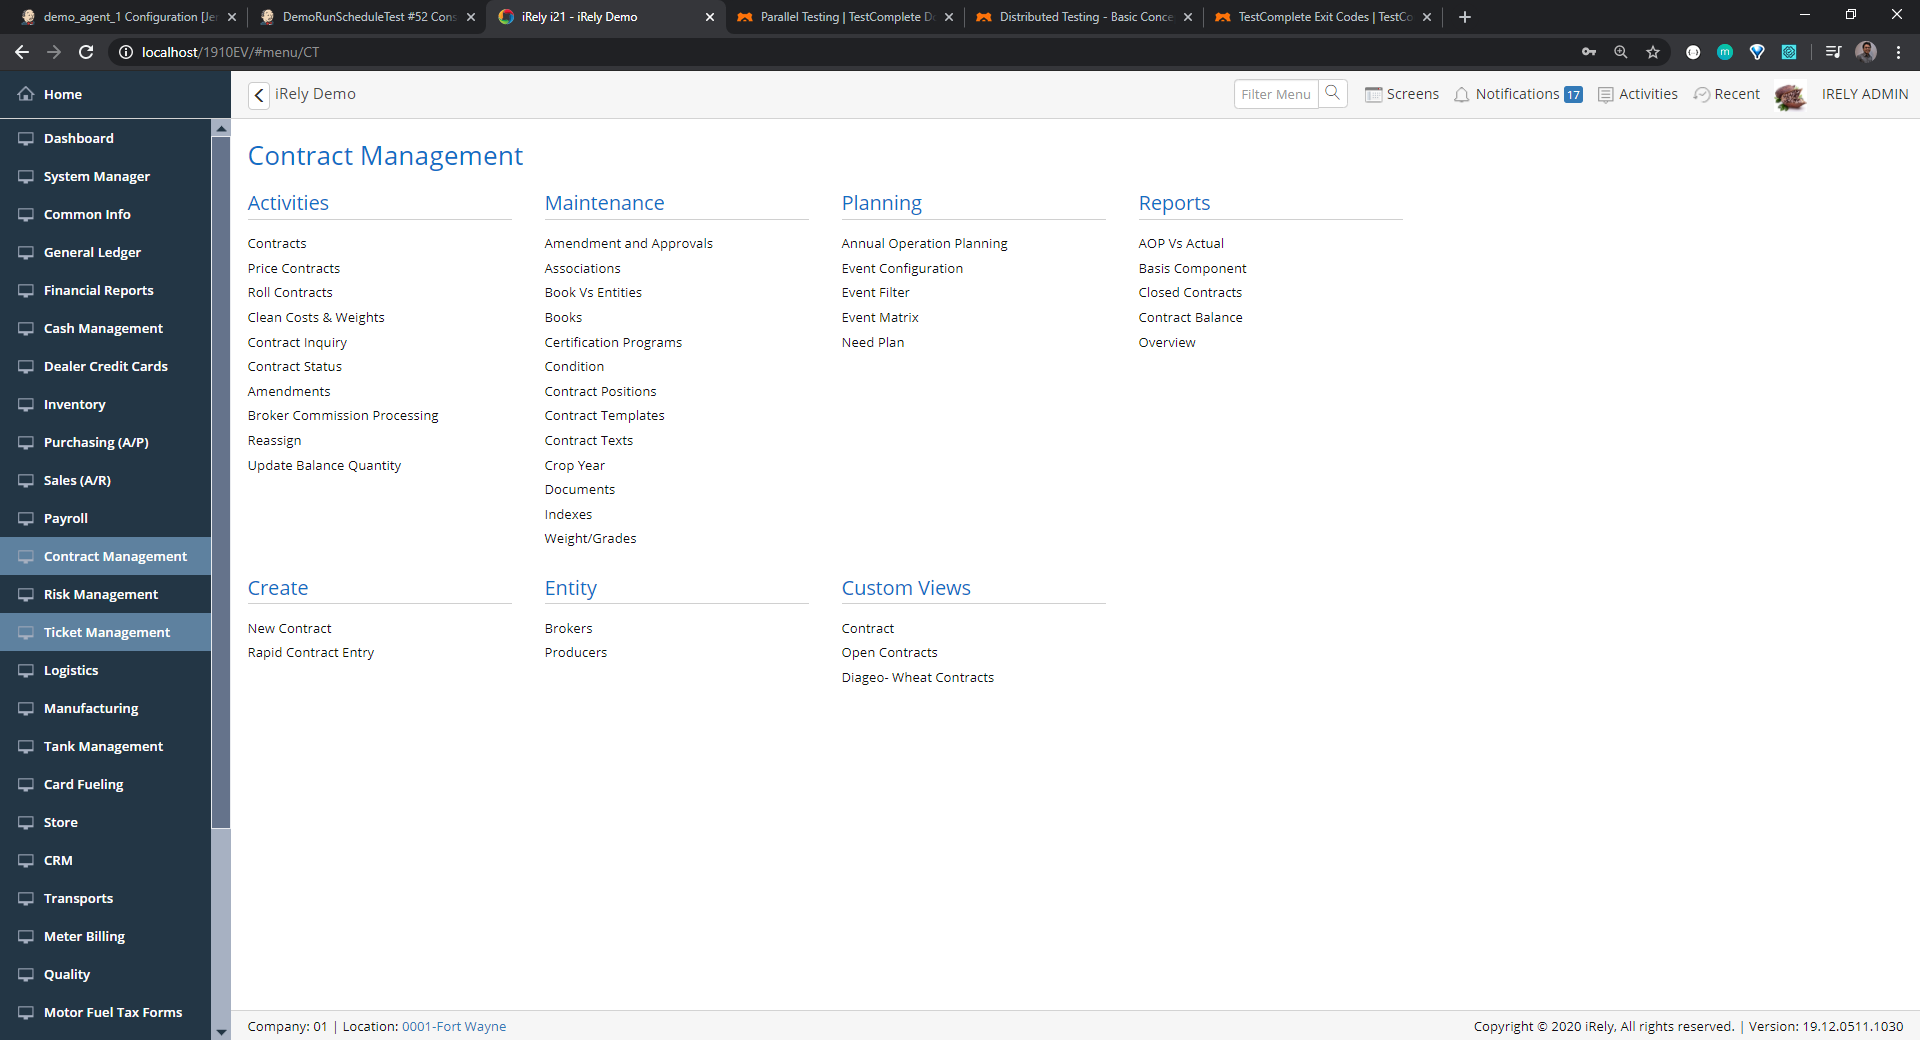 demo_agent_1 Configuration [Jen
DemoRunScheduleTest #52 Cons
iRely i21 - iRely Demo
Parallel Testing | TestComplete Do
Distributed Testing - Basic Conce
TestComplete Exit Codes | TestCo
localhost/1910EV/#menu/CT
Home
iRely Demo
Filter Menu
Screens
Notifications 17
Activities
Recent
IRELY ADMIN
Dashboard
System Manager
Common Info
General Ledger
Financial Reports
Cash Management
Dealer Credit Cards
Inventory
Purchasing (A/P)
Sales (A/R)
Payroll
Contract Management
Risk Management
Ticket Management
Logistics
Manufacturing
Tank Management
Card Fueling
Store
CRM
Transports
Meter Billing
Quality
Motor Fuel Tax Forms
Contract Management
Activities
Contracts
Price Contracts
Roll Contracts
Clean Costs & Weights
Contract Inquiry
Contract Status
Amendments
Broker Commission Processing
Reassign
Update Balance Quantity
Maintenance
Amendment and Approvals
Associations
Book Vs Entities
Books
Certification Programs
Condition
Contract Positions
Contract Templates
Contract Texts
Crop Year
Documents
Indexes
Weight/Grades
Planning
Annual Operation Planning
Event Configuration
Event Filter
Event Matrix
Need Plan
Reports
AOP Vs Actual
Basis Component
Closed Contracts
Contract Balance
Overview
Create
New Contract
Rapid Contract Entry
Entity
Brokers
Producers
Custom Views
Contract
Open Contracts
Diageo- Wheat Contracts
Company: 01 | Location: 0001-Fort Wayne
Copyright © 2020 iRely, All rights reserved. | Version: 19.12.0511.1030